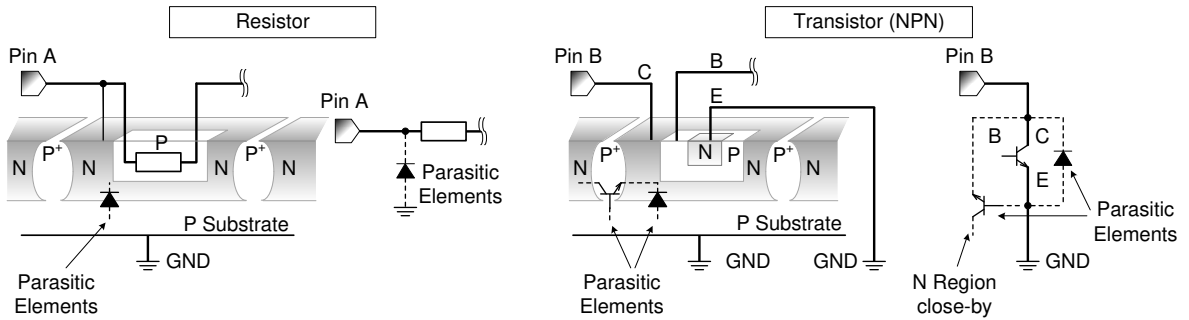 Resistor
Transistor (NPN)
Pin A
Pin B
C
B
E
Pin B
Pin A
N
P+
N
P
N
P+
N
Parasitic
Elements
P Substrate
GND
Parasitic
Elements
N
P+
N
N
P
P+
N
P Substrate
GND
GND
Parasitic
Elements
B
C
E
Parasitic
Elements
GND
N Region
close-by